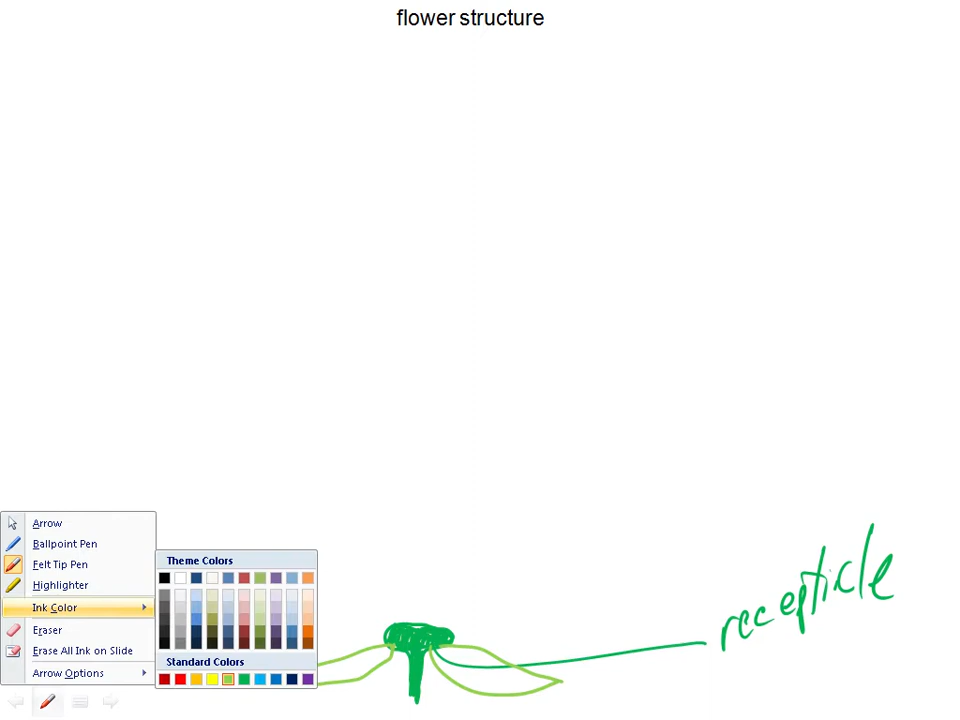 flower structure
Arrow
Ballpoint Pen
Felt Tip Pen
Highlighter
Ink Color
Eraser
Erase All Ink on Slide
Arrow Options
Theme Colors
Standard Colors
recepticle